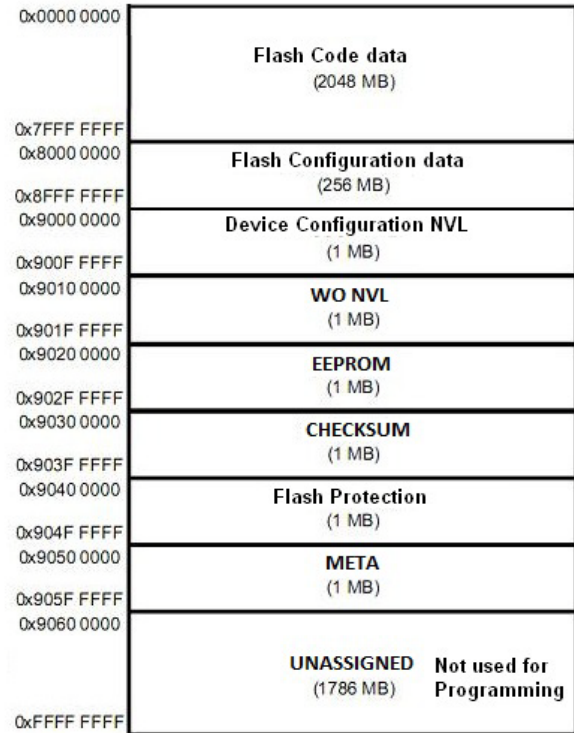 0x0000 0000
Flash Code data
(2048 MB)
0x7FFF FFFF
0x8000 0000
Flash Configuration data
(256 MB)
0x8FFF FFFF
0x9000 0000
Device Configuration NVL
(1 MB)
0x900F FFFF
0x9010 0000
WO NVL
(1 MB)
0x901F FFFF
0x9020 0000
EEPROM
(1 MB)
0x902F FFFF
0x9030 0000
CHECKSUM
(1 MB)
0x903F FFFF
0x9040 0000
Flash Protection
(1 MB)
0x904F FFFF
0x9050 0000
META
(1 MB)
0x905F FFFF
0x9060 0000
UNASSIGNED Not used for
(1786 MB) Programming
0xFFFF FFFF